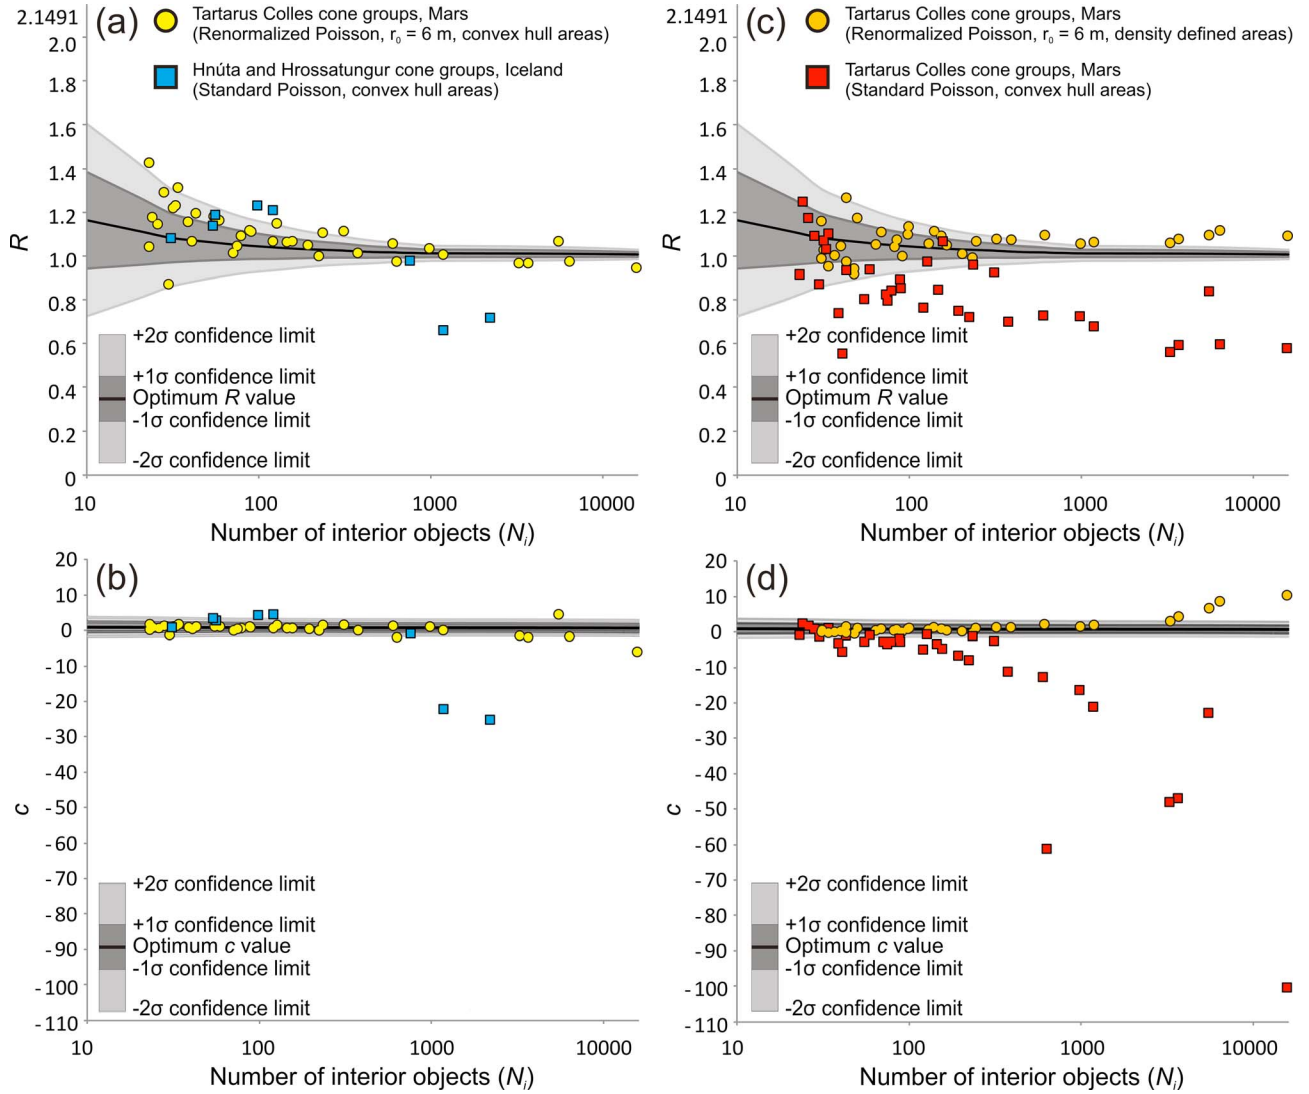 (a)
Tartarus Colles cone groups, Mars
(Renormalized Poisson, r₀ = 6 m, convex hull areas)
Hnúta and Hrossatungur cone groups, Iceland
(Standard Poisson, convex hull areas)
2.1491
2.0
1.8
1.6
1.4
1.2
1.0
0.8
0.6
0.4
0.2
0
R
+2σ confidence limit
+1σ confidence limit
Optimum R value
-1σ confidence limit
-2σ confidence limit
10 100 1000 10000
Number of interior objects (Nᵢ)
(c)
Tartarus Colles cone groups, Mars
(Renormalized Poisson, r₀ = 6 m, density defined areas)
Tartarus Colles cone groups, Mars
(Standard Poisson, convex hull areas)
2.1491
2.0
1.8
1.6
1.4
1.2
1.0
0.8
0.6
0.4
0.2
0
R
+2σ confidence limit
+1σ confidence limit
Optimum R value
-1σ confidence limit
-2σ confidence limit
10 100 1000 10000
Number of interior objects (Nᵢ)
(b)
20
10
0
-10
-20
-30
-40
-50
-60
-70
-80
-90
-100
-110
c
+2σ confidence limit
+1σ confidence limit
Optimum c value
-1σ confidence limit
-2σ confidence limit
10 100 1000 10000
Number of interior objects (Nᵢ)
(d)
20
10
0
-10
-20
-30
-40
-50
-60
-70
-80
-90
-100
-110
c
+2σ confidence limit
+1σ confidence limit
Optimum c value
-1σ confidence limit
-2σ confidence limit
10 100 1000 10000
Number of interior objects (Nᵢ)